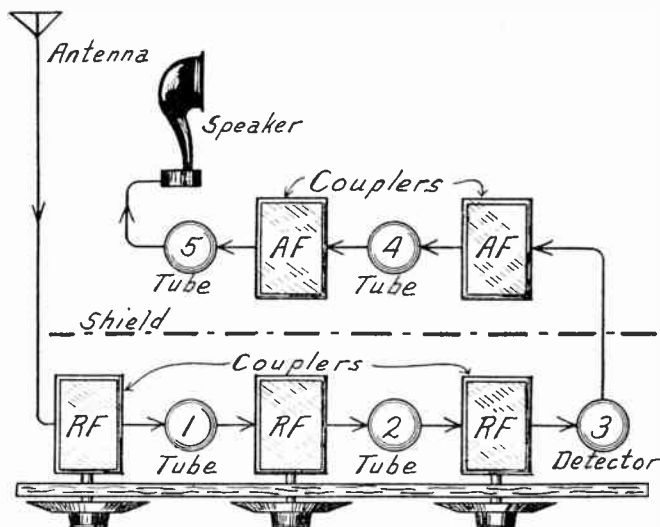 Antenna
Speaker
Couplers
5
AF
4
AF
Tube
Tube
Shield
Couplers
RF
1
RF
2
RF
3
Tube
Tube
Detector